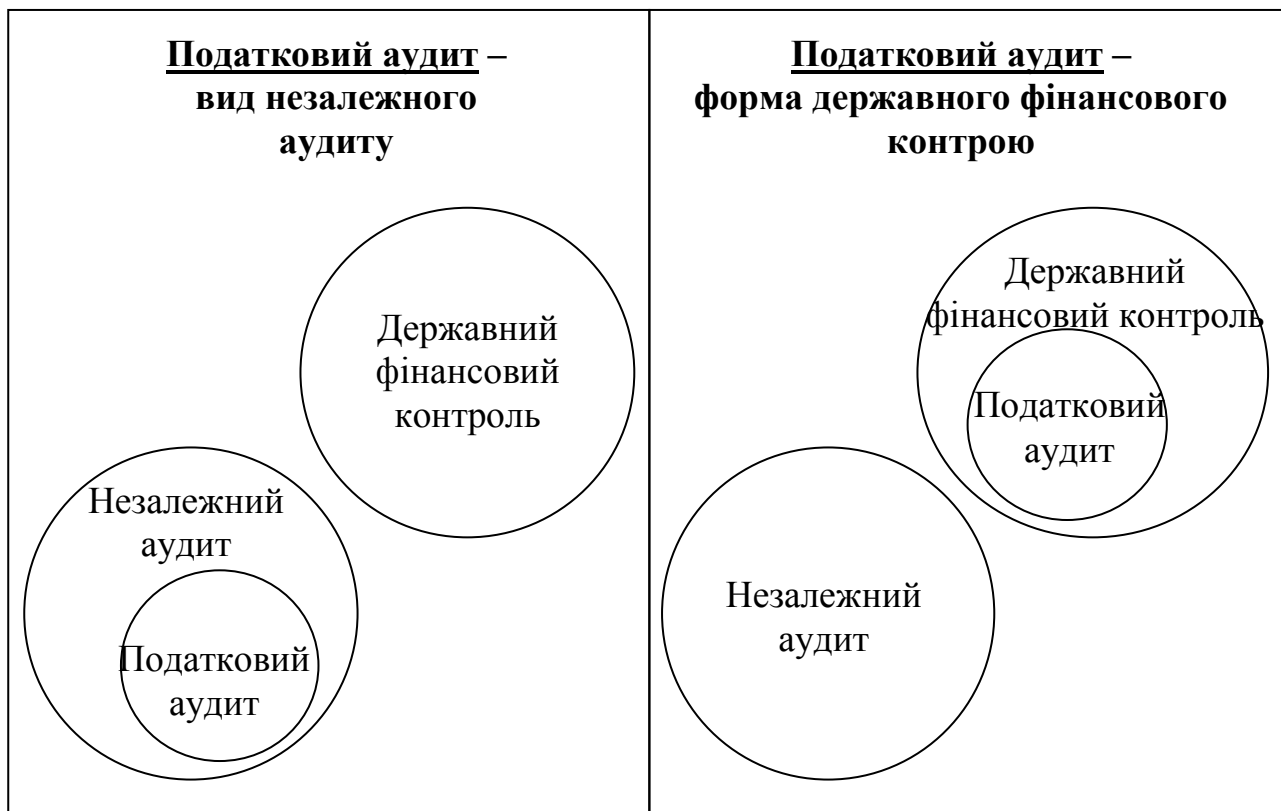 Податковий аудит –
вид незалежного
аудиту
Державний
фінансовий
контроль
Незалежний
аудит
Податковий
аудит
Податковий аудит –
форма державного фінансового
контрою
Державний
фінансовий контроль
Податковий
аудит
Незалежний
аудит